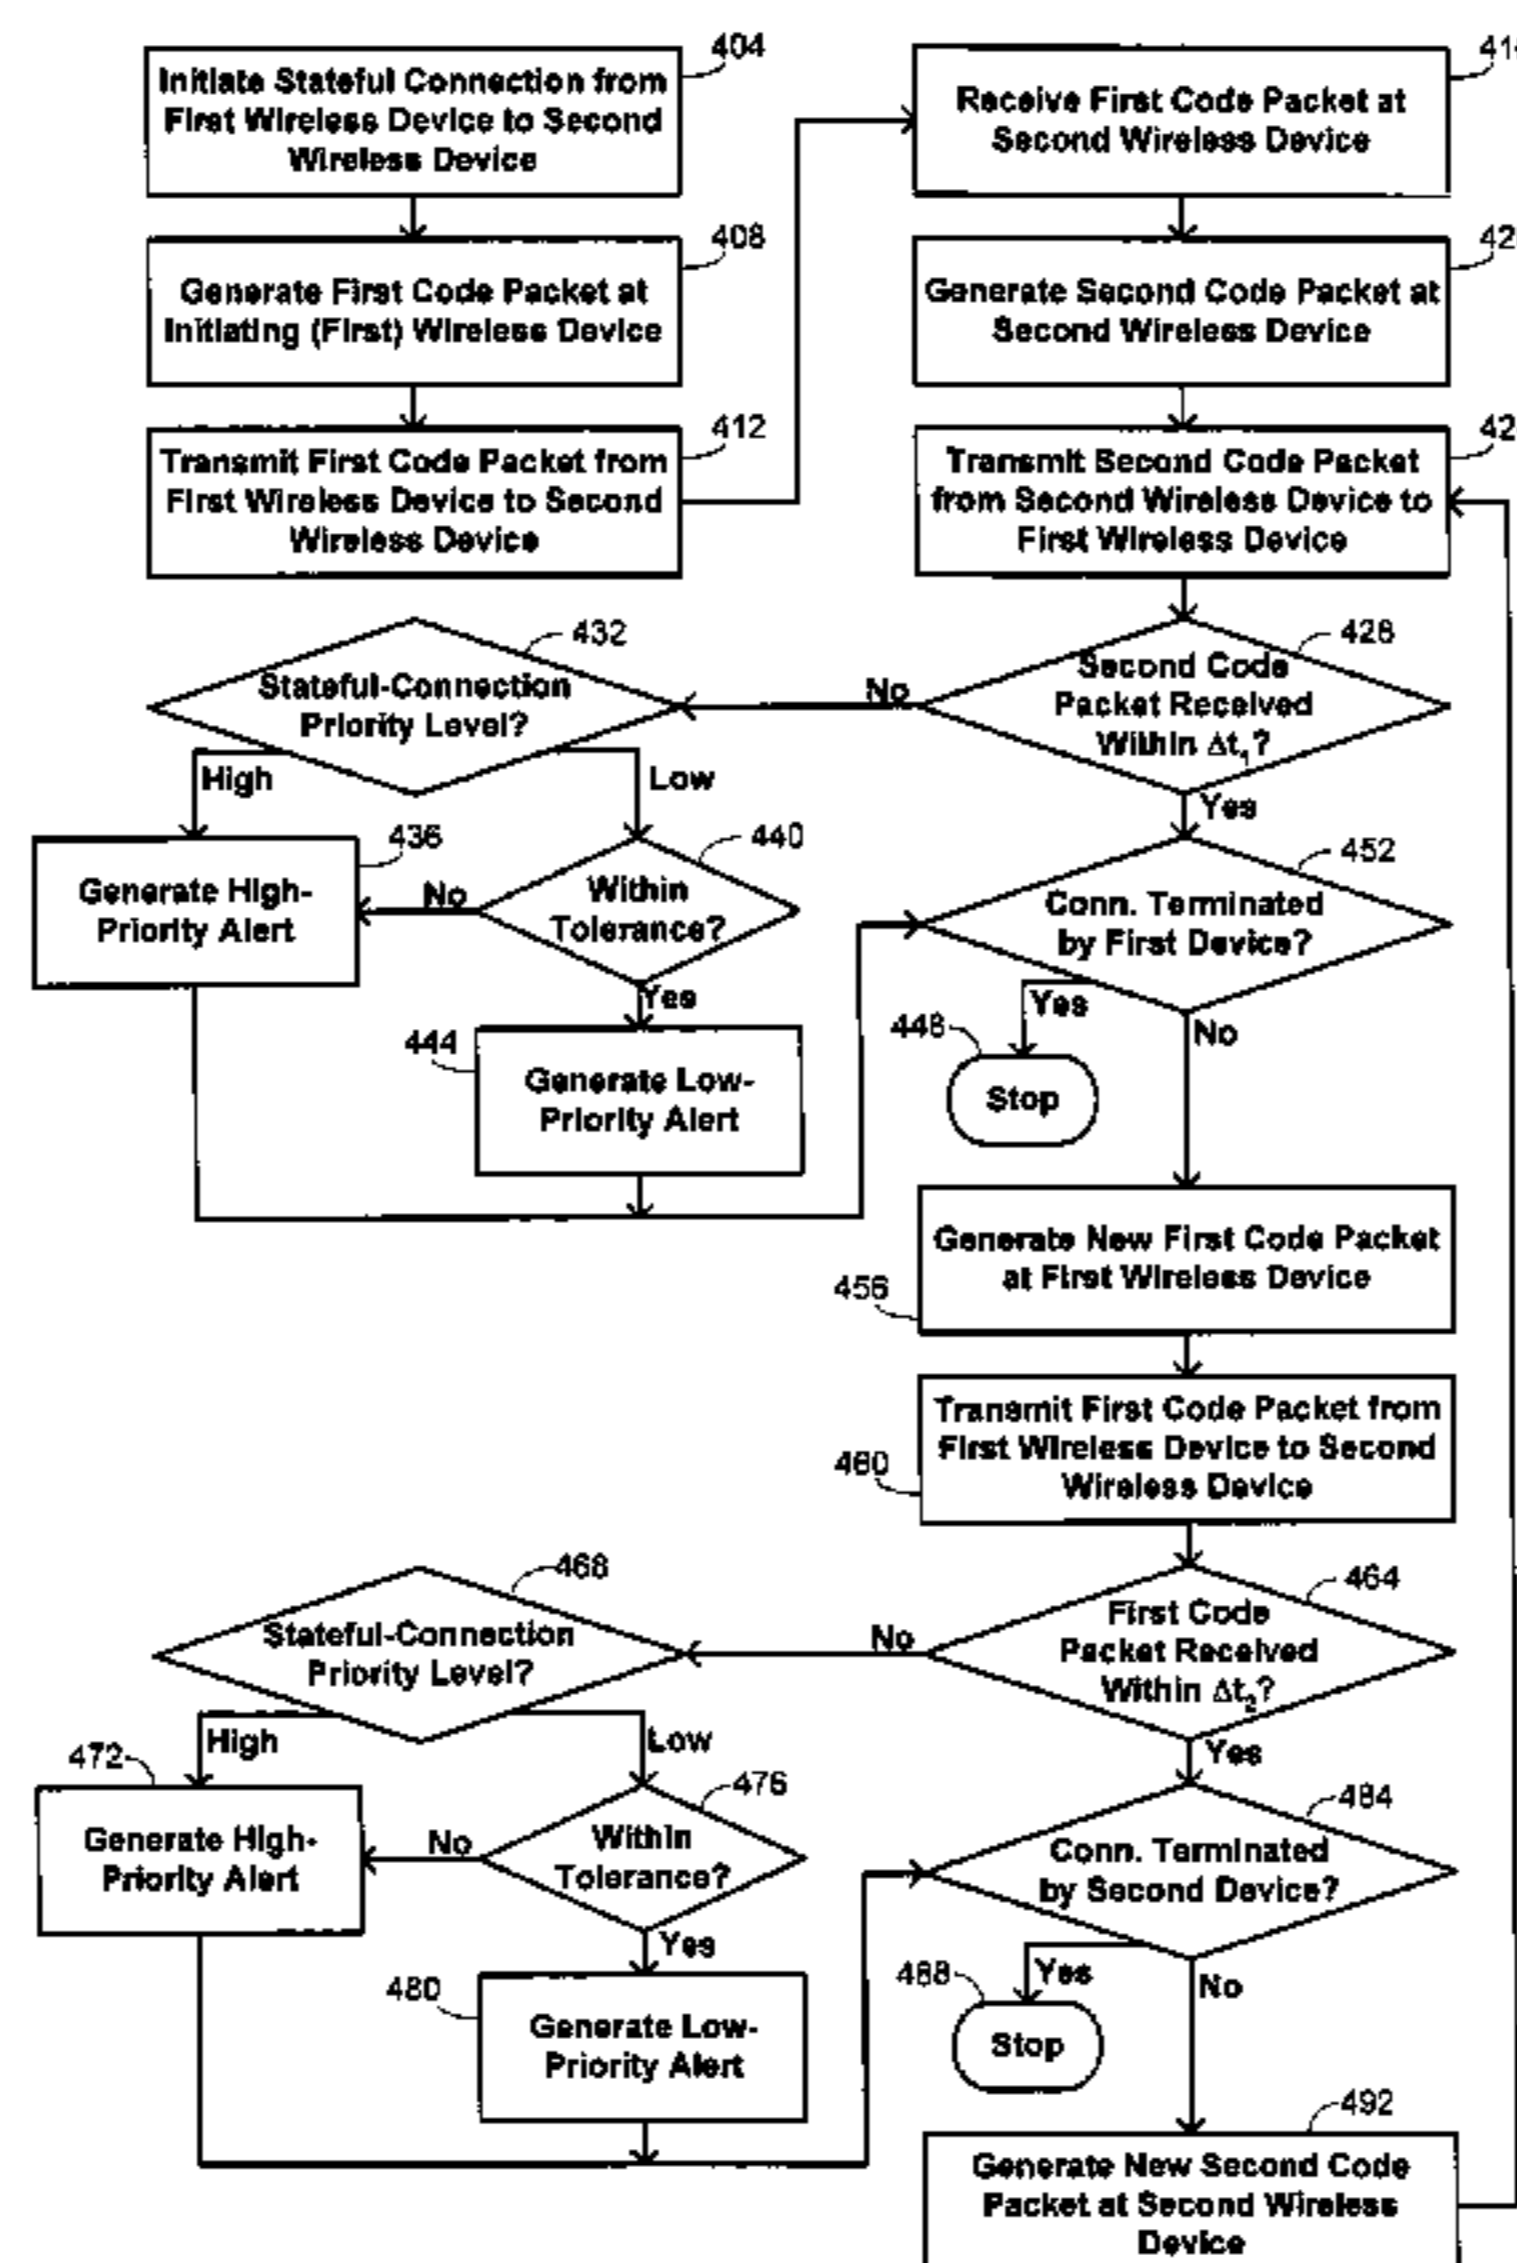 404
Initiate Stateful Connection from
First Wireless Device to Second
Wireless Device
408
Generate First Code Packet at
Initiating (First) Wireless Device
412
Transmit First Code Packet from
First Wireless Device to Second
Wireless Device
Receive First Code Packet at
Second Wireless Device
Generate Second Code Packet at
Second Wireless Device
Transmit Second Code Packet
from Second Wireless Device to
First Wireless Device
428
Second Code
Packet Received
Within Δt₁?
No
Yes
432
Stateful-Connection
Priority Level?
High
Low
436
Generate High-
Priority Alert
440
Within
Tolerance?
No
Yes
444
Generate Low-
Priority Alert
452
Conn. Terminated
by First Device?
Yes
No
448
Stop
Generate New First Code Packet
at First Wireless Device
456
Transmit First Code Packet from
First Wireless Device to Second
Wireless Device
460
464
First Code
Packet Received
Within Δt₂?
No
Yes
468
Stateful-Connection
Priority Level?
High
Low
472
Generate High-
Priority Alert
476
Within
Tolerance?
No
Yes
480
Generate Low-
Priority Alert
484
Conn. Terminated
by Second Device?
Yes
No
488
Stop
492
Generate New Second Code
Packet at Second Wireless
Device